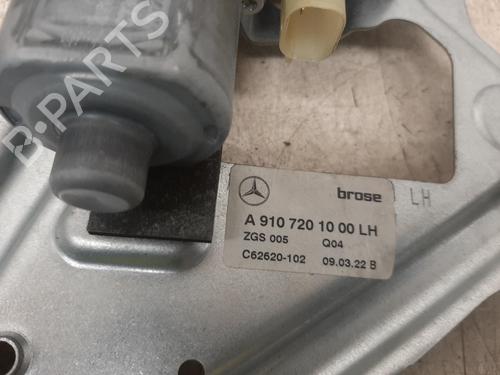 B-PARTS
brose
LH
A 910 720 10 00 LH
ZGS 005 Q04
C62620-102 09.03.22 B